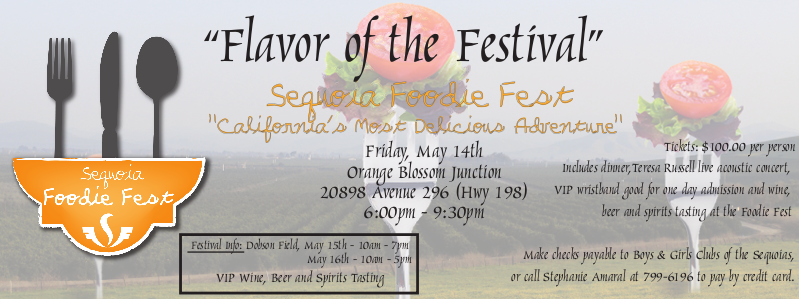 "Flavor of the Festival"
Sequoia Foodie Fest
"California's Most Delicious Adventure"
Friday, May 14th
Orange Blossom Junction
20898 Avenue 296 (Hwy 198)
6:00pm - 9:30pm
Sequoia
Foodie Fest
Tickets: $100.00 per person
Includes dinner, Teresa Russell live acoustic concert,
VIP wristband good for one day admission and wine,
beer and spirits tasting at the Foodie Fest
Festival Info: Dobson Field, May 15th - 10am - 7pm
May 16th - 10am - 5pm
VIP Wine, Beer and Spirits Tasting
Make checks payable to Boys & Girls Clubs of the Sequoias,
or call Stephanie Amaral at 799-6196 to pay by credit card.